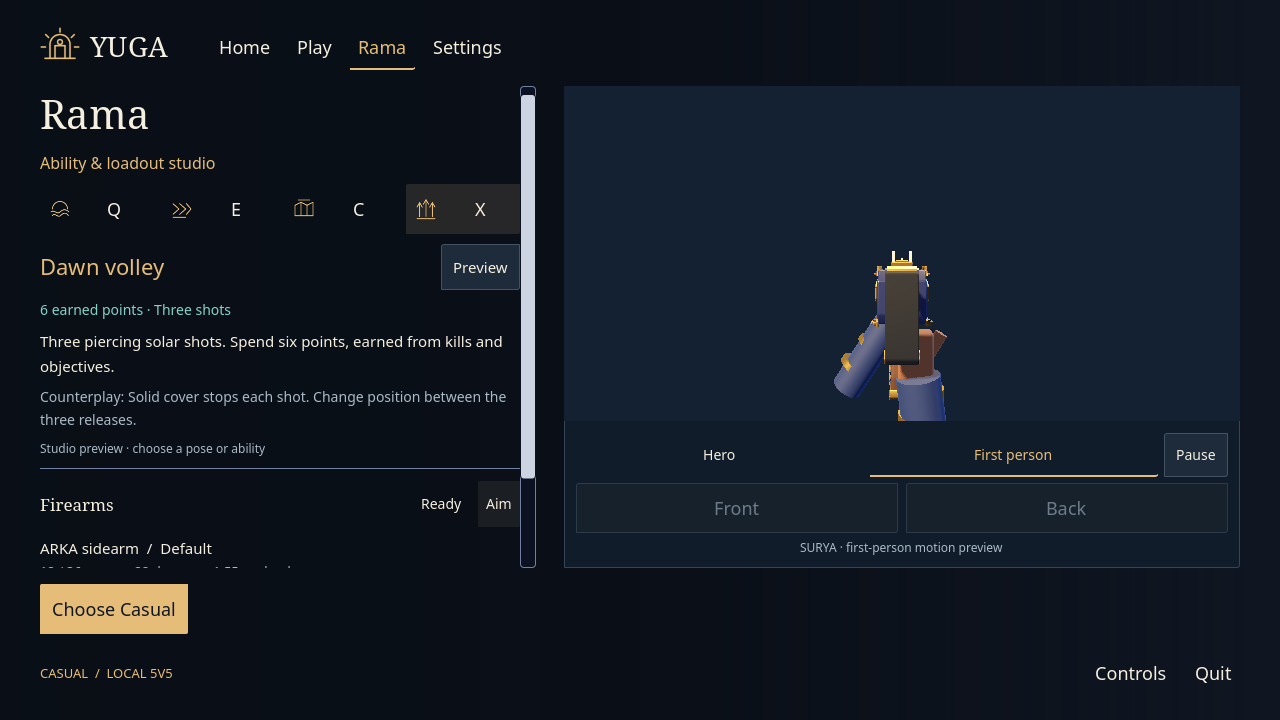 YUGA
Home
Play
Rama
Settings
Rama
Ability & loadout studio
Q
E
C
X
Dawn volley
Preview
6 earned points · Three shots
Three piercing solar shots. Spend six points, earned from kills and
objectives.
Counterplay: Solid cover stops each shot. Change position between the
three releases.
Studio preview · choose a pose or ability
Firearms
Ready
Aim
ARKA sidearm / Default
Hero
First person
Pause
Front
Back
SURYA · first-person motion preview
Choose Casual
CASUAL / LOCAL 5V5
Controls
Quit